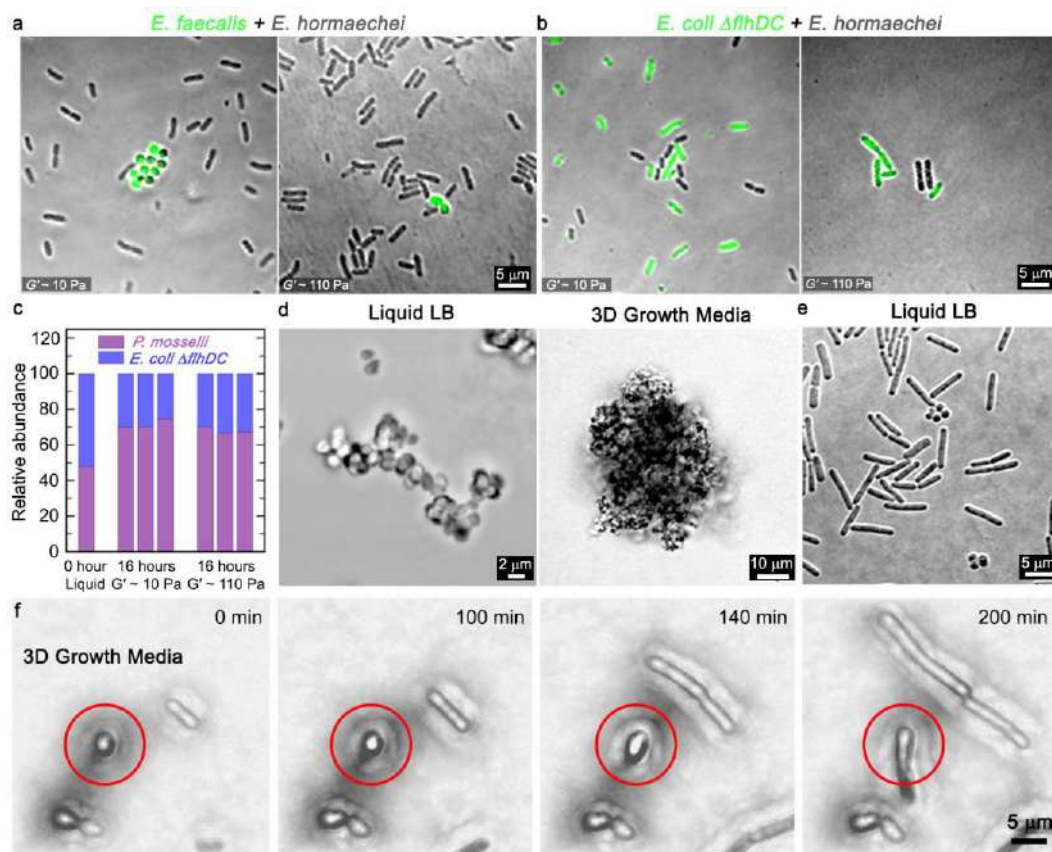 a
E. faecalis + E. hormaechei
b
E. coli ΔflhDC + E. hormaechei
G′ ~ 10 Pa
G′ ~ 110 Pa
5 μm
G′ ~ 10 Pa
G′ ~ 110 Pa
5 μm
c
P. mosselii
E. coli ΔflhDC
Relative abundance
120
100
80
60
40
20
0
0 hour
Liquid
16 hours
G′ ~ 10 Pa
16 hours
G′ ~ 110 Pa
d
Liquid LB
2 μm
3D Growth Media
10 μm
e
Liquid LB
5 μm
f
0 min
3D Growth Media
100 min
140 min
200 min
5 μm